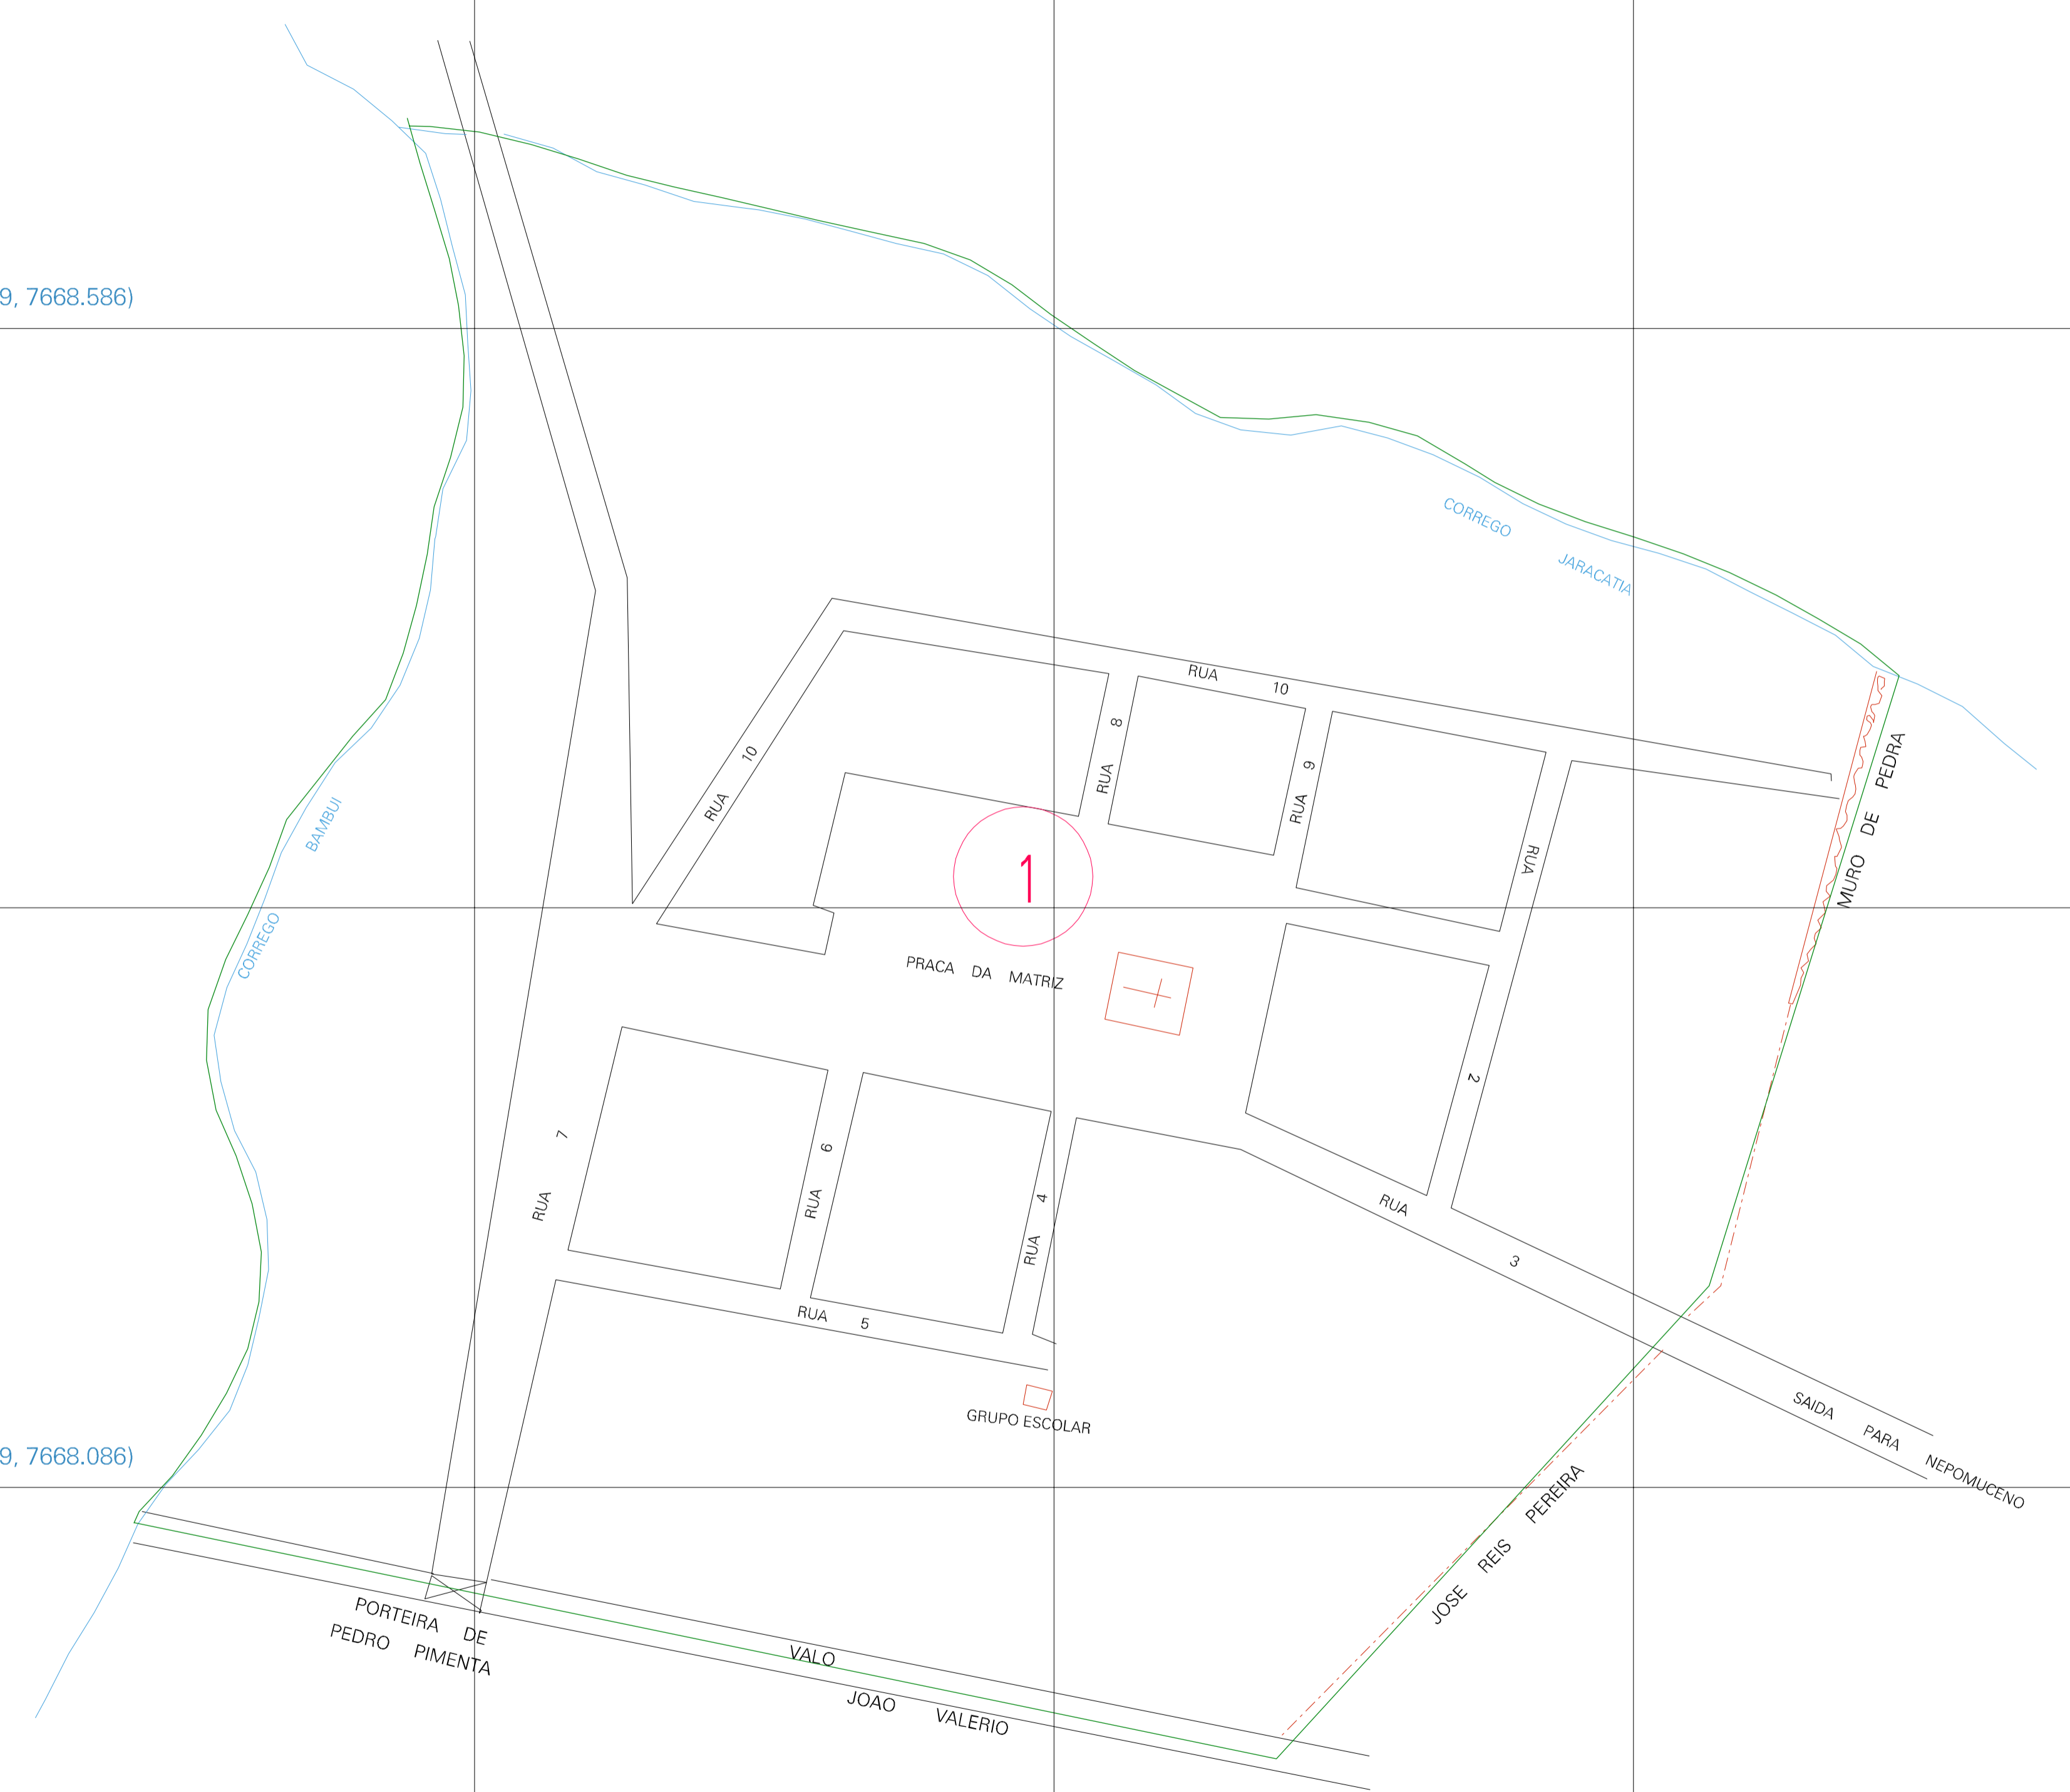 9, 7668.586)
CORREGO JARACATIA
RUA 10
RUA 8
RUA 9
RUA 10
MURO DE PEDRA
BAMBUI
CORREGO
1
PRACA DA MATRIZ
RUA 2
RUA 7
RUA 6
RUA 4
RUA 3
RUA 5
GRUPO ESCOLAR
SAIDA PARA NEPOMUCENO
9, 7668.086)
JOSE REIS PEREIRA
PORTEIRA DE
PEDRO PIMENTA
VALO
JOAO VALERIO